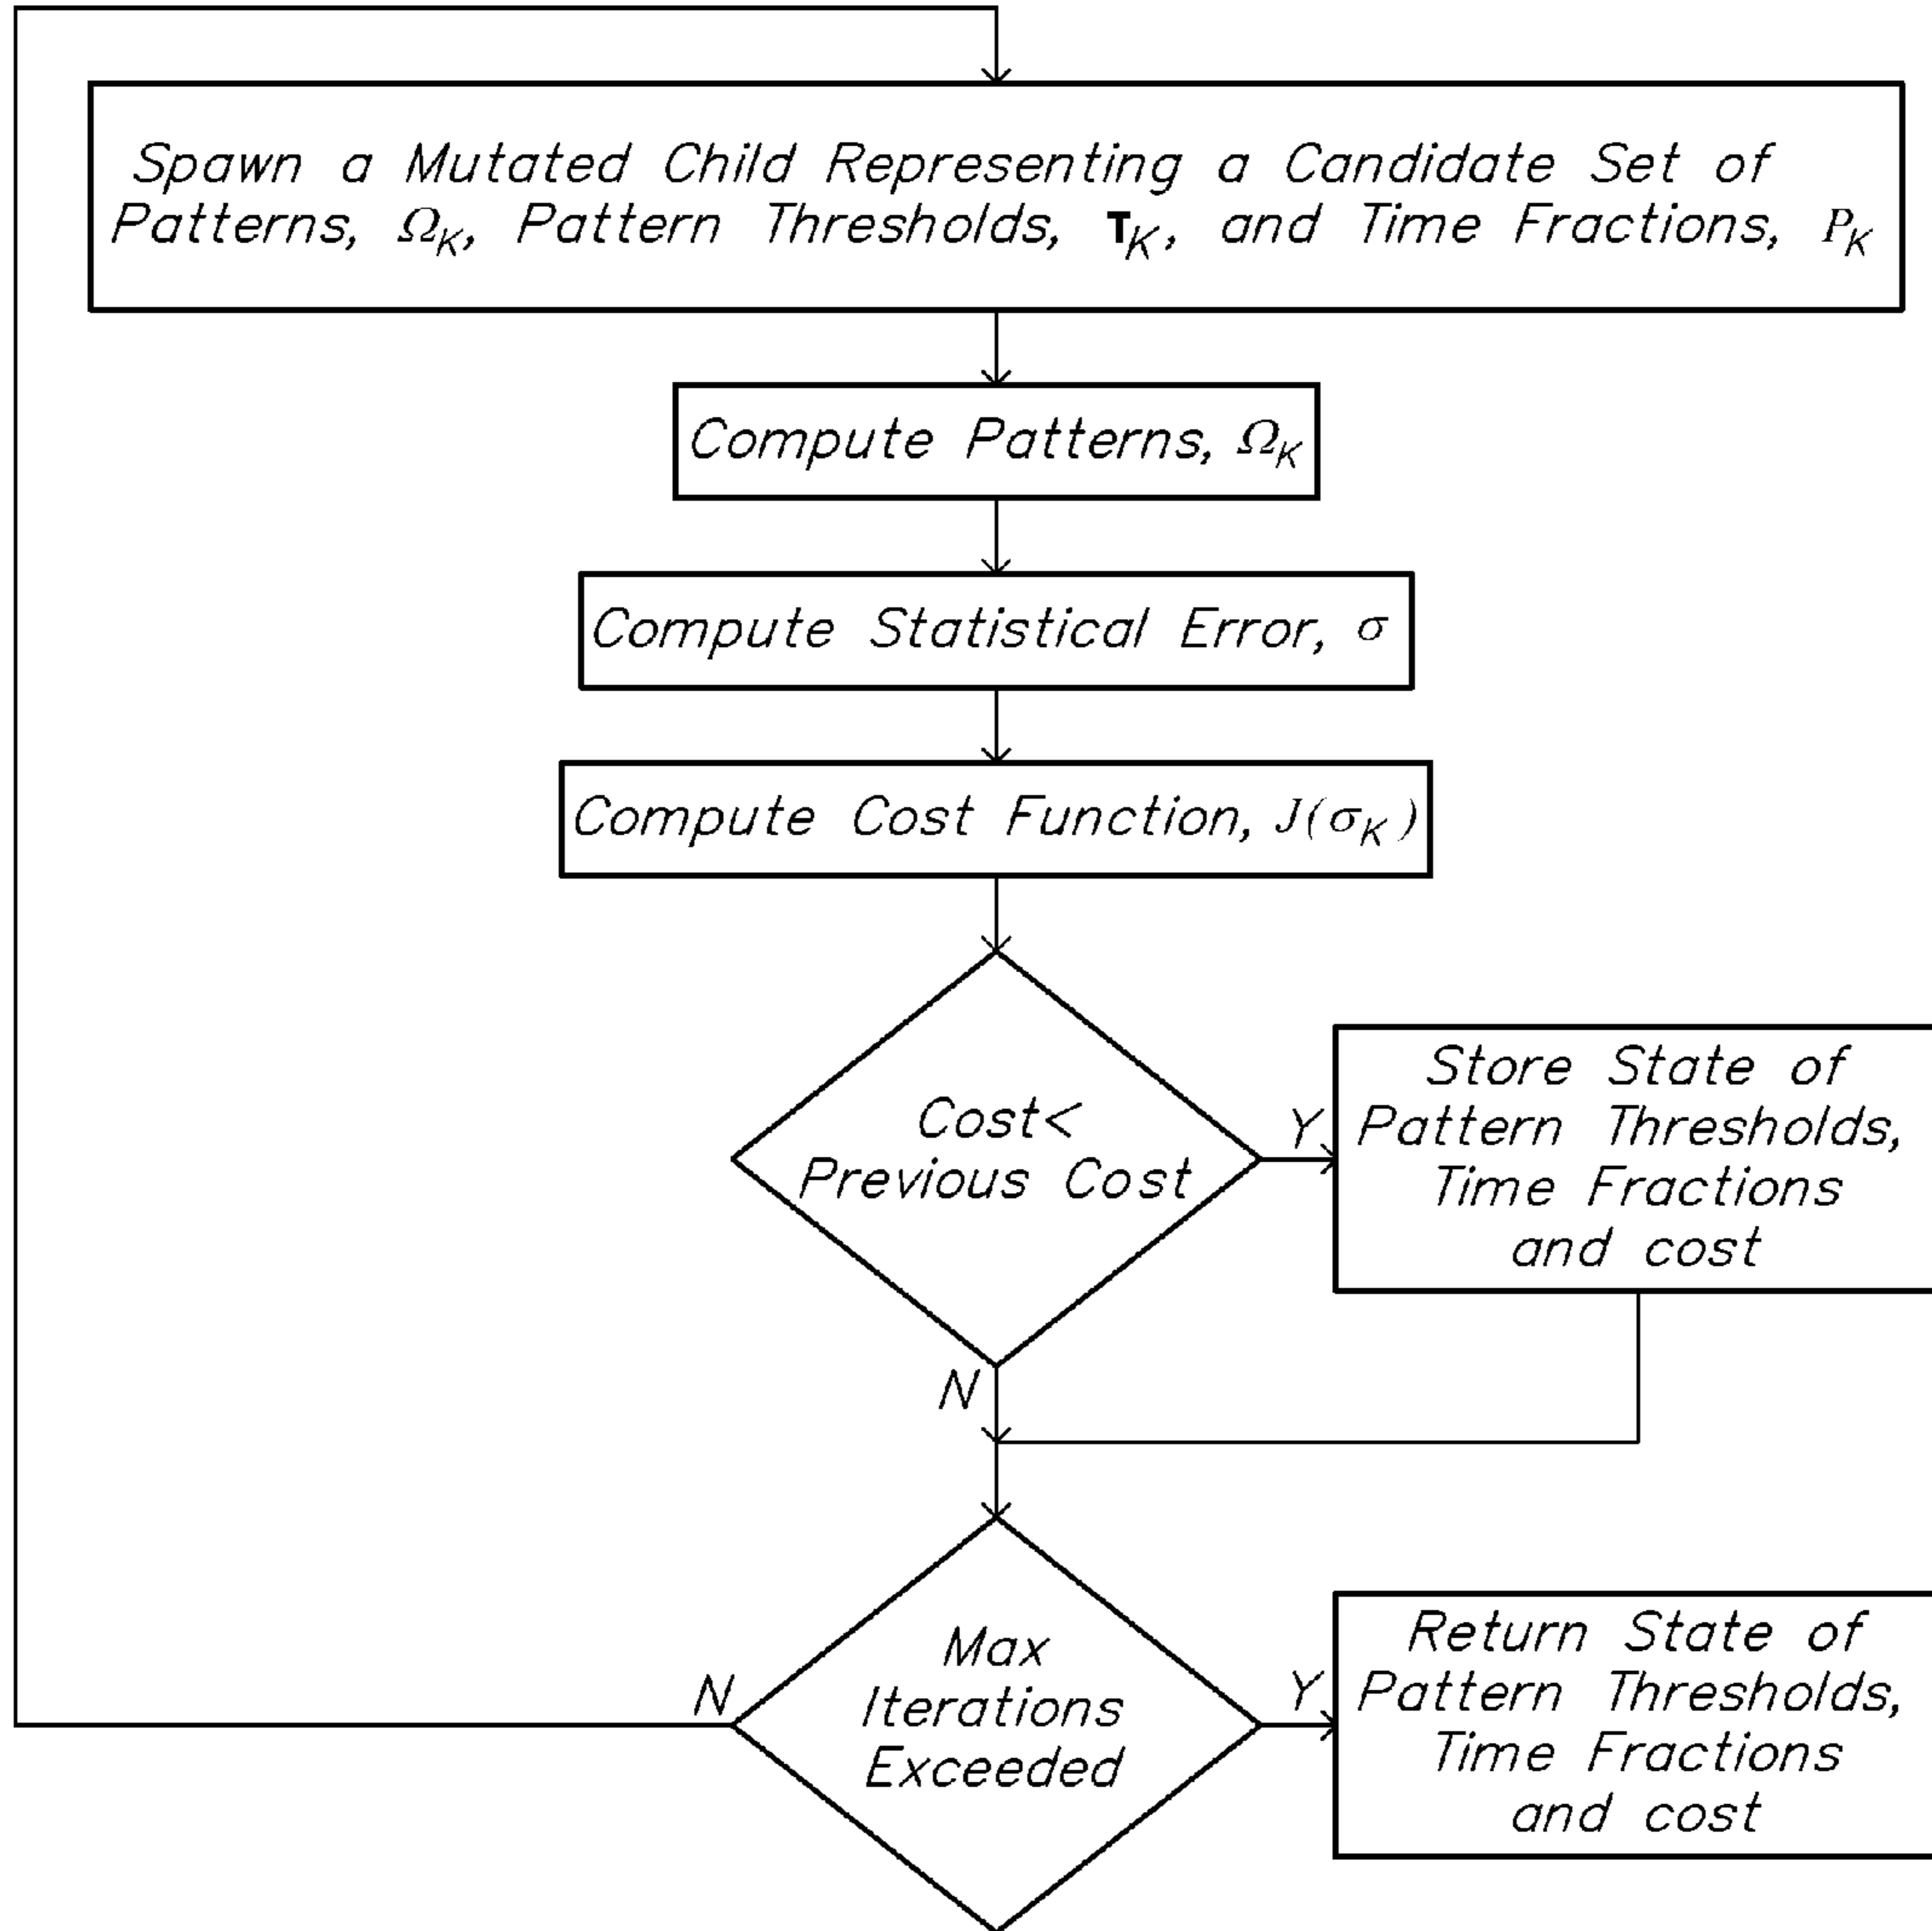 Spawn a Mutated Child Representing a Candidate Set of
Patterns, Ω_K, Pattern Thresholds, T_K, and Time Fractions, P_K
Compute Patterns, Ω_K
Compute Statistical Error, σ
Compute Cost Function, J(σ_K)
Cost<
Previous Cost
Y
Store State of
Pattern Thresholds,
Time Fractions
and cost
N
Max
Iterations
Exceeded
N
Y
Return State of
Pattern Thresholds,
Time Fractions
and cost